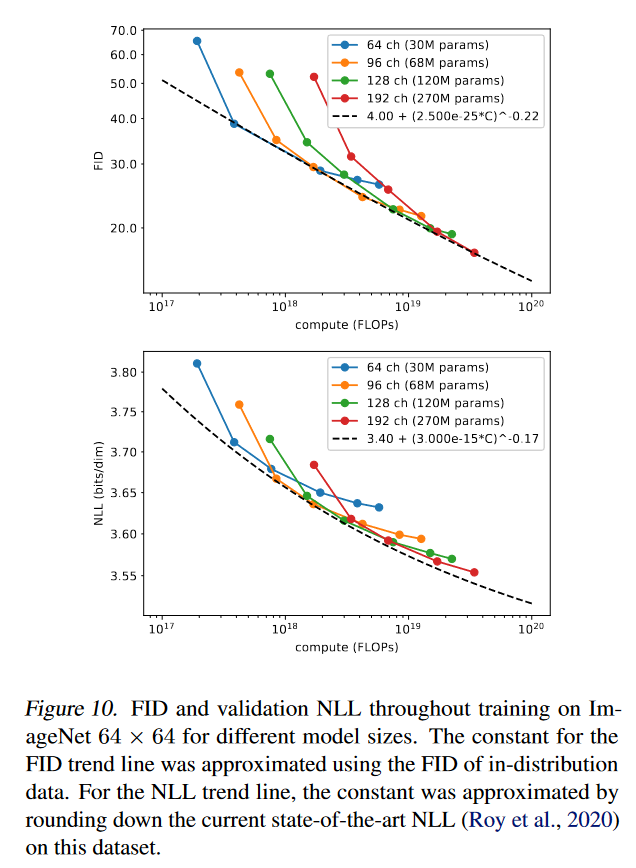 70.0
60.0
50.0
40.0
30.0
20.0
FID
64 ch (30M params)
96 ch (68M params)
128 ch (120M params)
192 ch (270M params)
4.00 + (2.500e-25*C)^-0.22
10^17 10^18 10^19 10^20
compute (FLOPs)
3.80
3.75
3.70
3.65
3.60
3.55
NLL (bits/dim)
64 ch (30M params)
96 ch (68M params)
128 ch (120M params)
192 ch (270M params)
3.40 + (3.000e-15*C)^-0.17
10^17 10^18 10^19 10^20
compute (FLOPs)
Figure 10. FID and validation NLL throughout training on Im-
ageNet 64 × 64 for different model sizes. The constant for the
FID trend line was approximated using the FID of in-distribution
data. For the NLL trend line, the constant was approximated by
rounding down the current state-of-the-art NLL (Roy et al., 2020)
on this dataset.